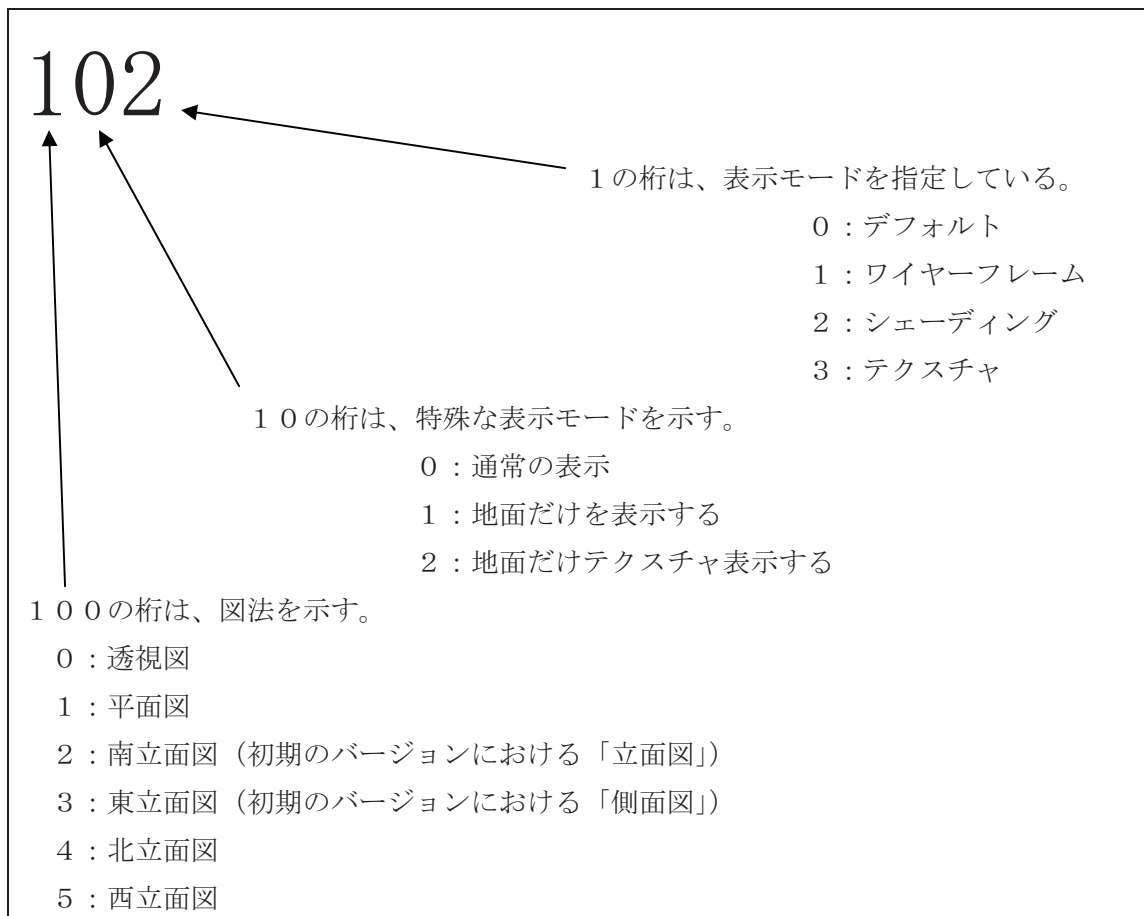 102
1の桁は、表示モードを指定している。
0：デフォルト
1：ワイヤーフレーム
2：シェーディング
3：テクスチャ
10の桁は、特殊な表示モードを示す。
0：通常の表示
1：地面だけを表示する
2：地面だけテクスチャ表示する
100の桁は、図法を示す。
0：透視図
1：平面図
2：南立面図（初期のバージョンにおける「立面図」）
3：東立面図（初期のバージョンにおける「側面図」）
4：北立面図
5：西立面図